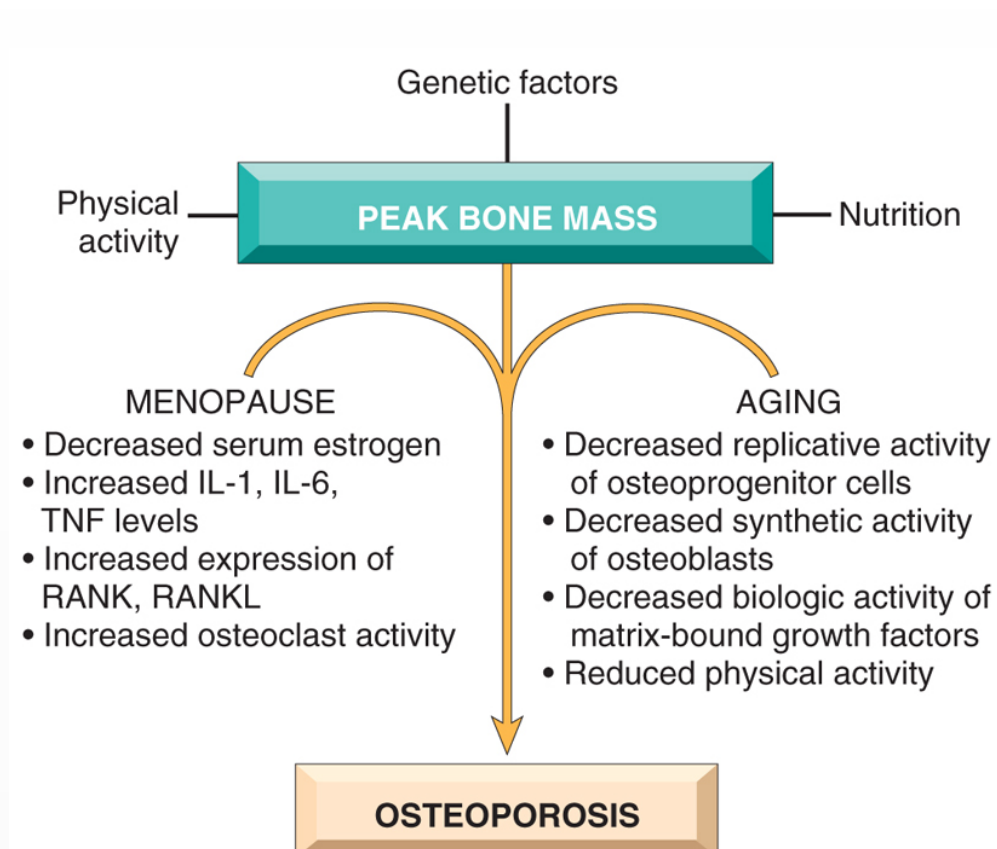 Genetic factors
Physical
activity
PEAK BONE MASS
Nutrition
MENOPAUSE
• Decreased serum estrogen
• Increased IL-1, IL-6,
TNF levels
• Increased expression of
RANK, RANKL
• Increased osteoclast activity
AGING
• Decreased replicative activity
of osteoprogenitor cells
• Decreased synthetic activity
of osteoblasts
• Decreased biologic activity of
matrix-bound growth factors
• Reduced physical activity
OSTEOPOROSIS